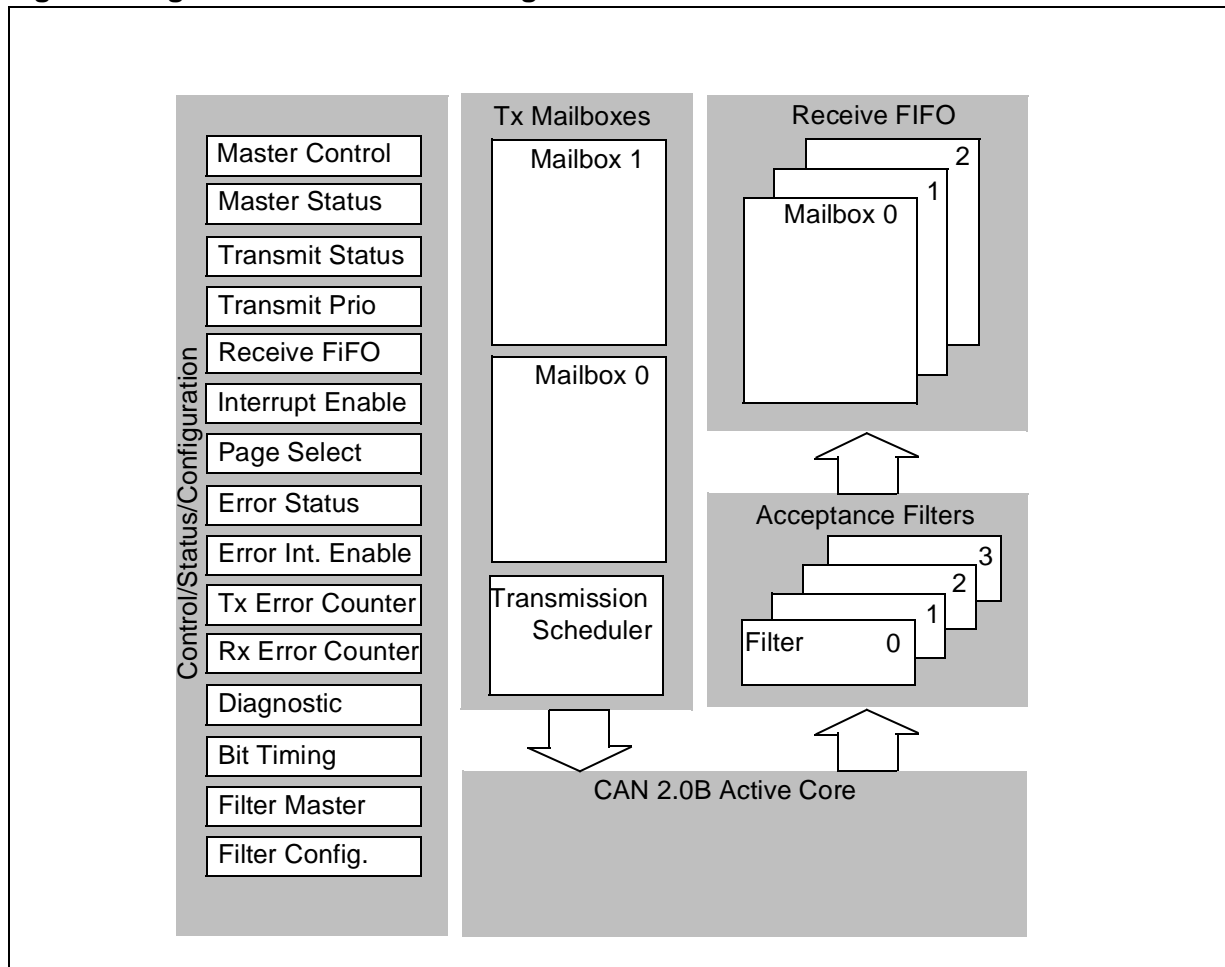 Control/Status/Configuration
Master Control
Master Status
Transmit Status
Transmit Prio
Receive FiFO
Interrupt Enable
Page Select
Error Status
Error Int. Enable
Tx Error Counter
Rx Error Counter
Diagnostic
Bit Timing
Filter Master
Filter Config.
Tx Mailboxes
Mailbox 1
Mailbox 0
Transmission
Scheduler
Receive FIFO
2
1
Mailbox 0
Acceptance Filters
3
2
1
Filter 0
CAN 2.0B Active Core